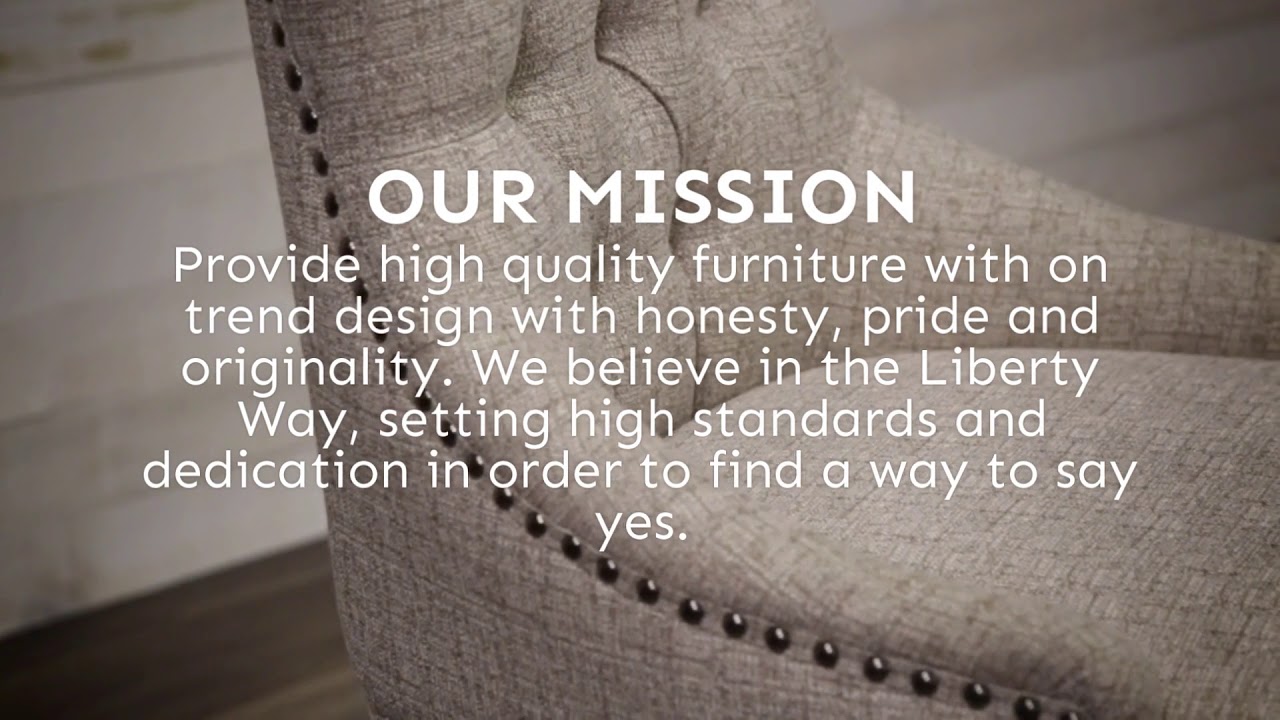 OUR MISSION
Provide high quality furniture with on
trend design with honesty, pride and
originality. We believe in the Liberty
Way, setting high standards and
dedication in order to find a way to say
yes.